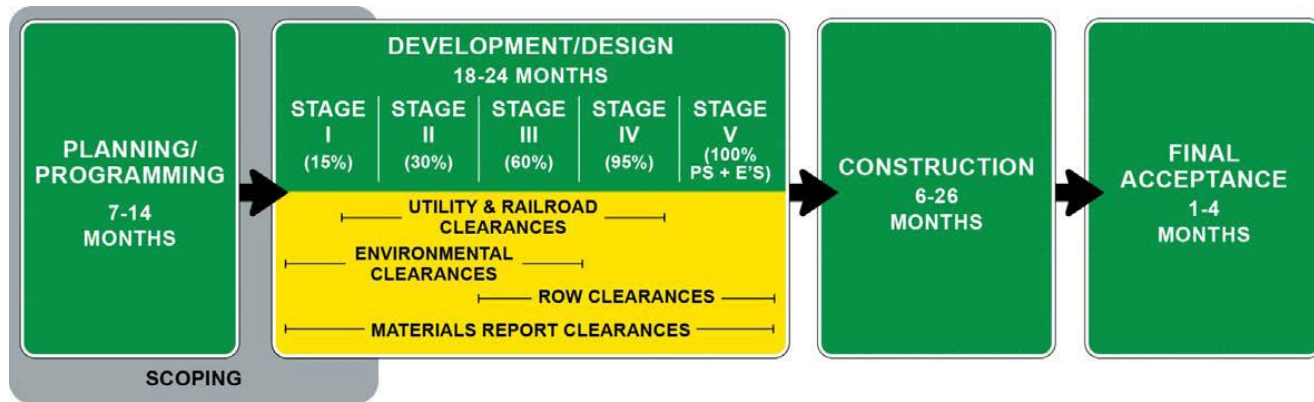 PLANNING/
PROGRAMMING
7-14
MONTHS
SCOPING
DEVELOPMENT/DESIGN
18-24 MONTHS
STAGE
I
(15%)
STAGE
II
(30%)
STAGE
III
(60%)
STAGE
IV
(95%)
STAGE
V
(100%
PS + E'S)
UTILITY & RAILROAD
CLEARANCES
ENVIRONMENTAL
CLEARANCES
ROW CLEARANCES
MATERIALS REPORT CLEARANCES
CONSTRUCTION
6-26
MONTHS
FINAL
ACCEPTANCE
1-4
MONTHS